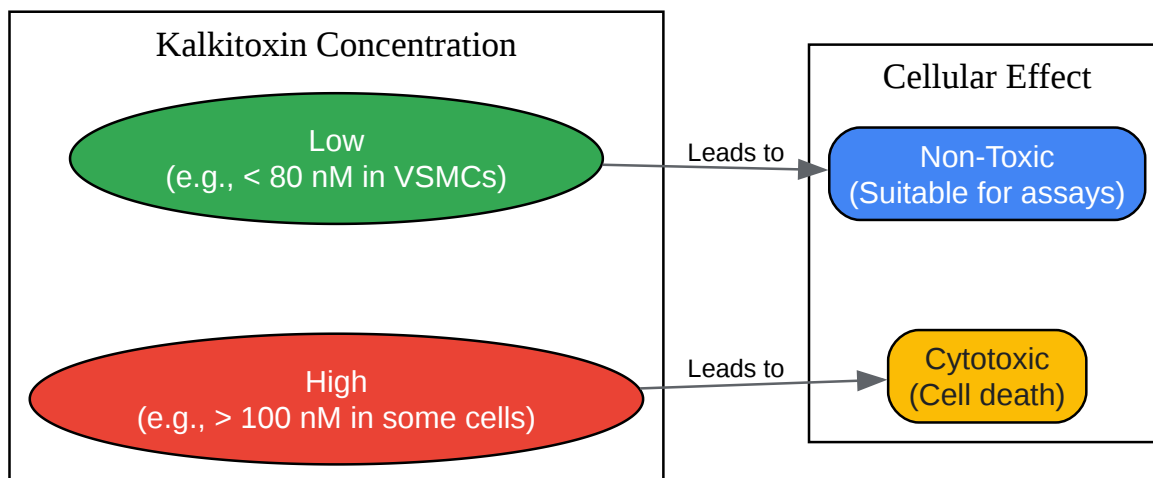 Kalkitoxin Concentration
Low
(e.g., < 80 nM in VSMCs)
High
(e.g., > 100 nM in some cells)
Leads to
Leads to
Cellular Effect
Non-Toxic
(Suitable for assays)
Cytotoxic
(Cell death)